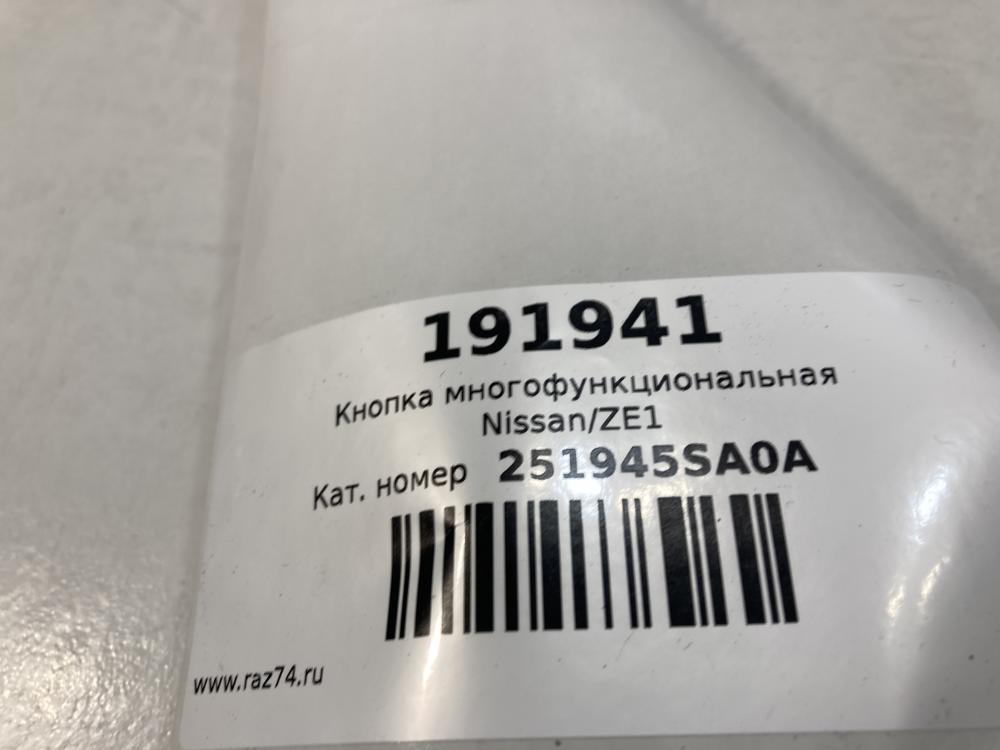 191941
Кнопка многофункциональная
Nissan/ZE1
Кат. номер 251945SA0A
www.raz74.ru